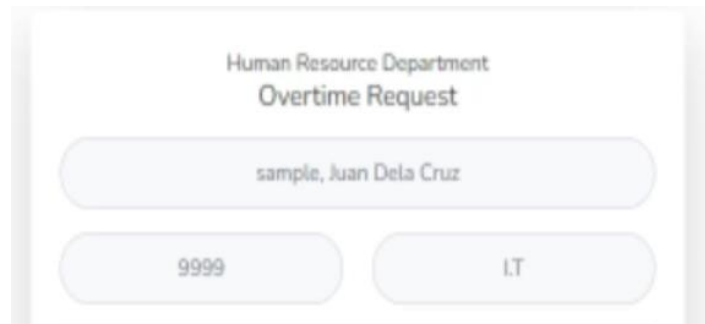 Human Resource Department
Overtime Request
sample, Juan Dela Cruz
9999 I.T